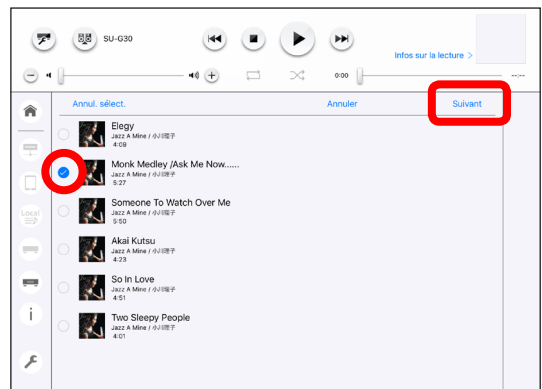 SU-G30
Infos sur la lecture >
0:00
--:--
Annul. sélect.
Annuler
Suivant
Elegy
Jazz A Mine / 小川理子
4:09
Monk Medley /Ask Me Now......
Jazz A Mine / 小川理子
5:27
Someone To Watch Over Me
Jazz A Mine / 小川理子
5:50
Local
Akai Kutsu
Jazz A Mine / 小川理子
4:23
So In Love
Jazz A Mine / 小川理子
4:51
Two Sleepy People
Jazz A Mine / 小川理子
4:01